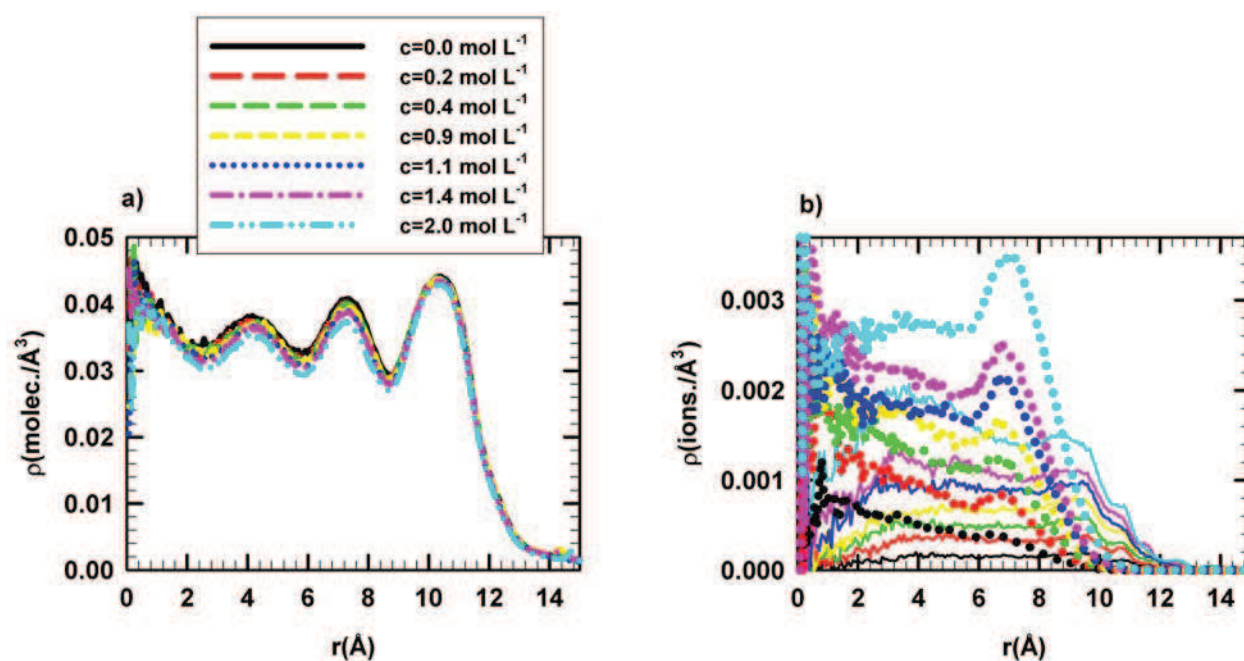 c=0.0 mol L⁻¹
c=0.2 mol L⁻¹
c=0.4 mol L⁻¹
c=0.9 mol L⁻¹
c=1.1 mol L⁻¹
c=1.4 mol L⁻¹
c=2.0 mol L⁻¹
a)
0.05
0.04
0.03
0.02
0.01
0.00
ρ(molec./Å³)
0 2 4 6 8 10 12 14
r(Å)
b)
0.003
0.002
0.001
0.000
ρ(ions./Å³)
0 2 4 6 8 10 12 14
r(Å)